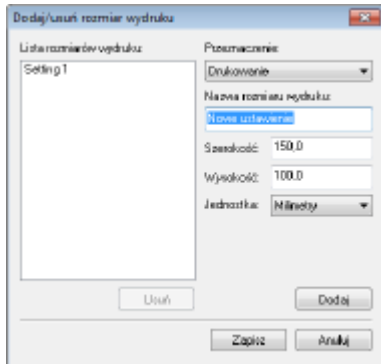 Dodaj/usuń rozmiar wydruku
Lista rozmiarów wydruku:
Setting 1
Przeznaczenie:
Drukowanie
Nazwa rozmiaru wydruku:
Nowe ustawienie
Szerokość: 150,0
Wysokość: 100,0
Jednostka: Milimetry
Usuń
Dodaj
Zapisz
Anuluj